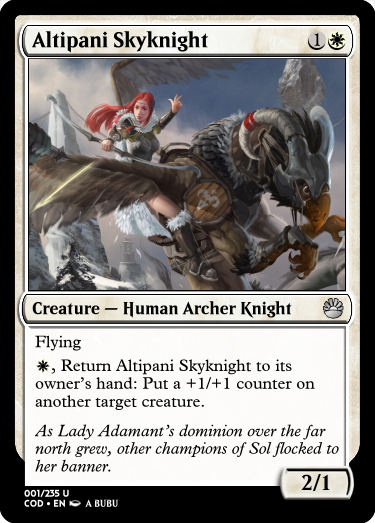 Altipani Skyknight 1
Creature — Human Archer Knight
Flying
, Return Altipani Skyknight to its
owner's hand: Put a +1/+1 counter on
another target creature.
As Lady Adamant's dominion over the far
north grew, other champions of Sol flocked to
her banner.
2/1
001/235 U
COD • EN A BUBU